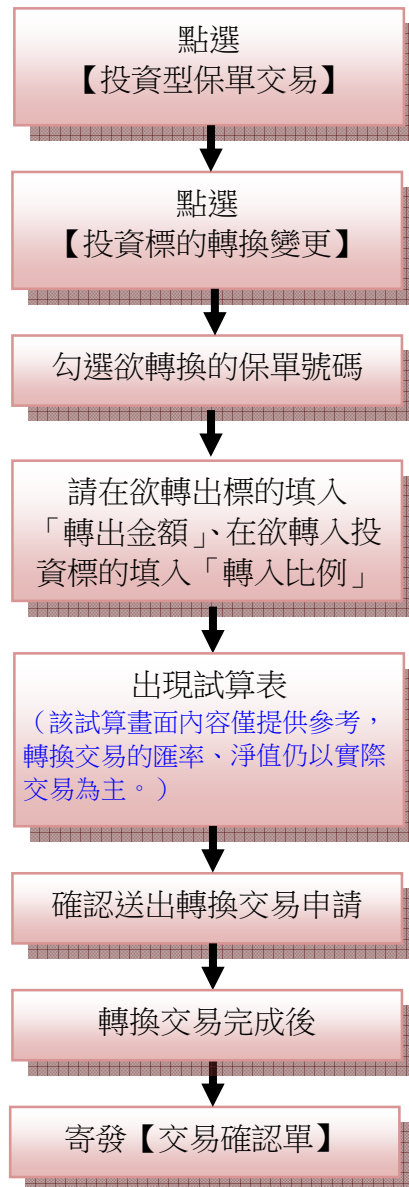 點選
【投資型保單交易】
點選
【投資標的轉換變更】
勾選欲轉換的保單號碼
請在欲轉出標的填入
「轉出金額」、在欲轉入投
資標的填入「轉入比例」
出現試算表
（該試算畫面內容僅提供參考，
轉換交易的匯率、淨值仍以實際
交易為主。）
確認送出轉換交易申請
轉換交易完成後
寄發【交易確認單】